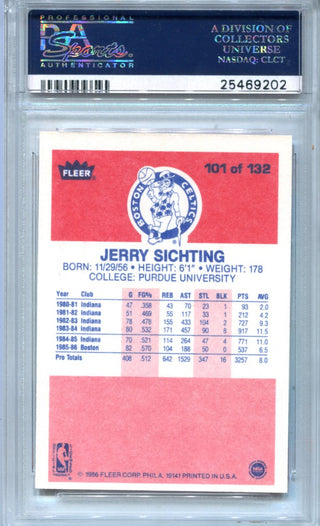 PROFESSIONAL
PSA
Sports
AUTHENTICATOR
A DIVISION OF
COLLECTORS
UNIVERSE
NASDAQ: CLCT
25469202
FLEER
BOSTON CELTICS
101 of 132
JERRY SICHTING
BORN: 11/29/56 • HEIGHT: 6'1" • WEIGHT: 178
COLLEGE: PURDUE UNIVERSITY
Year Club G FG% REB AST STL BLK PTS AVG
1980-81 Indiana 47 .358 43 70 23 1 93 2.0
1981-82 Indiana 51 .469 55 117 33 1 212 4.2
1982-83 Indiana 78 .478 155 433 104 2 727 9.3
1983-84 Indiana 80 .532 171 457 90 8 917 11.5
1984-85 Indiana 70 .521 114 264 47 4 771 11.0
1985-86 Boston 82 .570 104 188 50 0 537 6.5
Pro Totals 408 .512 642 1529 347 16 3257 8.0
NBA
© 1986 FLEER CORP. PHILA. 19141 PRINTED IN U.S.A.